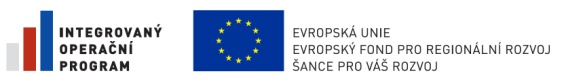 INTEGROVANÝ
OPERAČNÍ
PROGRAM
EVROPSKÁ UNIE
EVROPSKÝ FOND PRO REGIONÁLNÍ ROZVOJ
ŠANCE PRO VÁŠ ROZVOJ